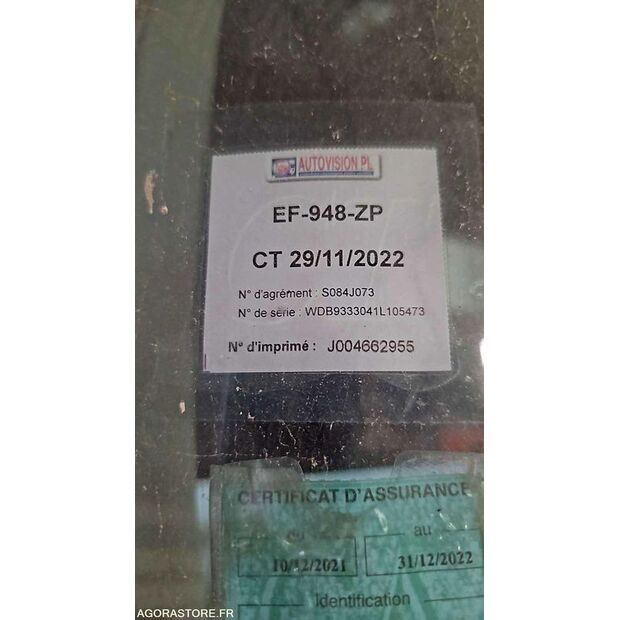 AUTOVISION PL
EF-948-ZP
CT 29/11/2022
N° d'agrément : S084J073
N° de série : WDB9333041L105473
N° d'imprimé : J004662955
CERTIFICAT D'ASSURANCE
du au
10/12/2021 31/12/2022
Identification
AGORASTORE.FR